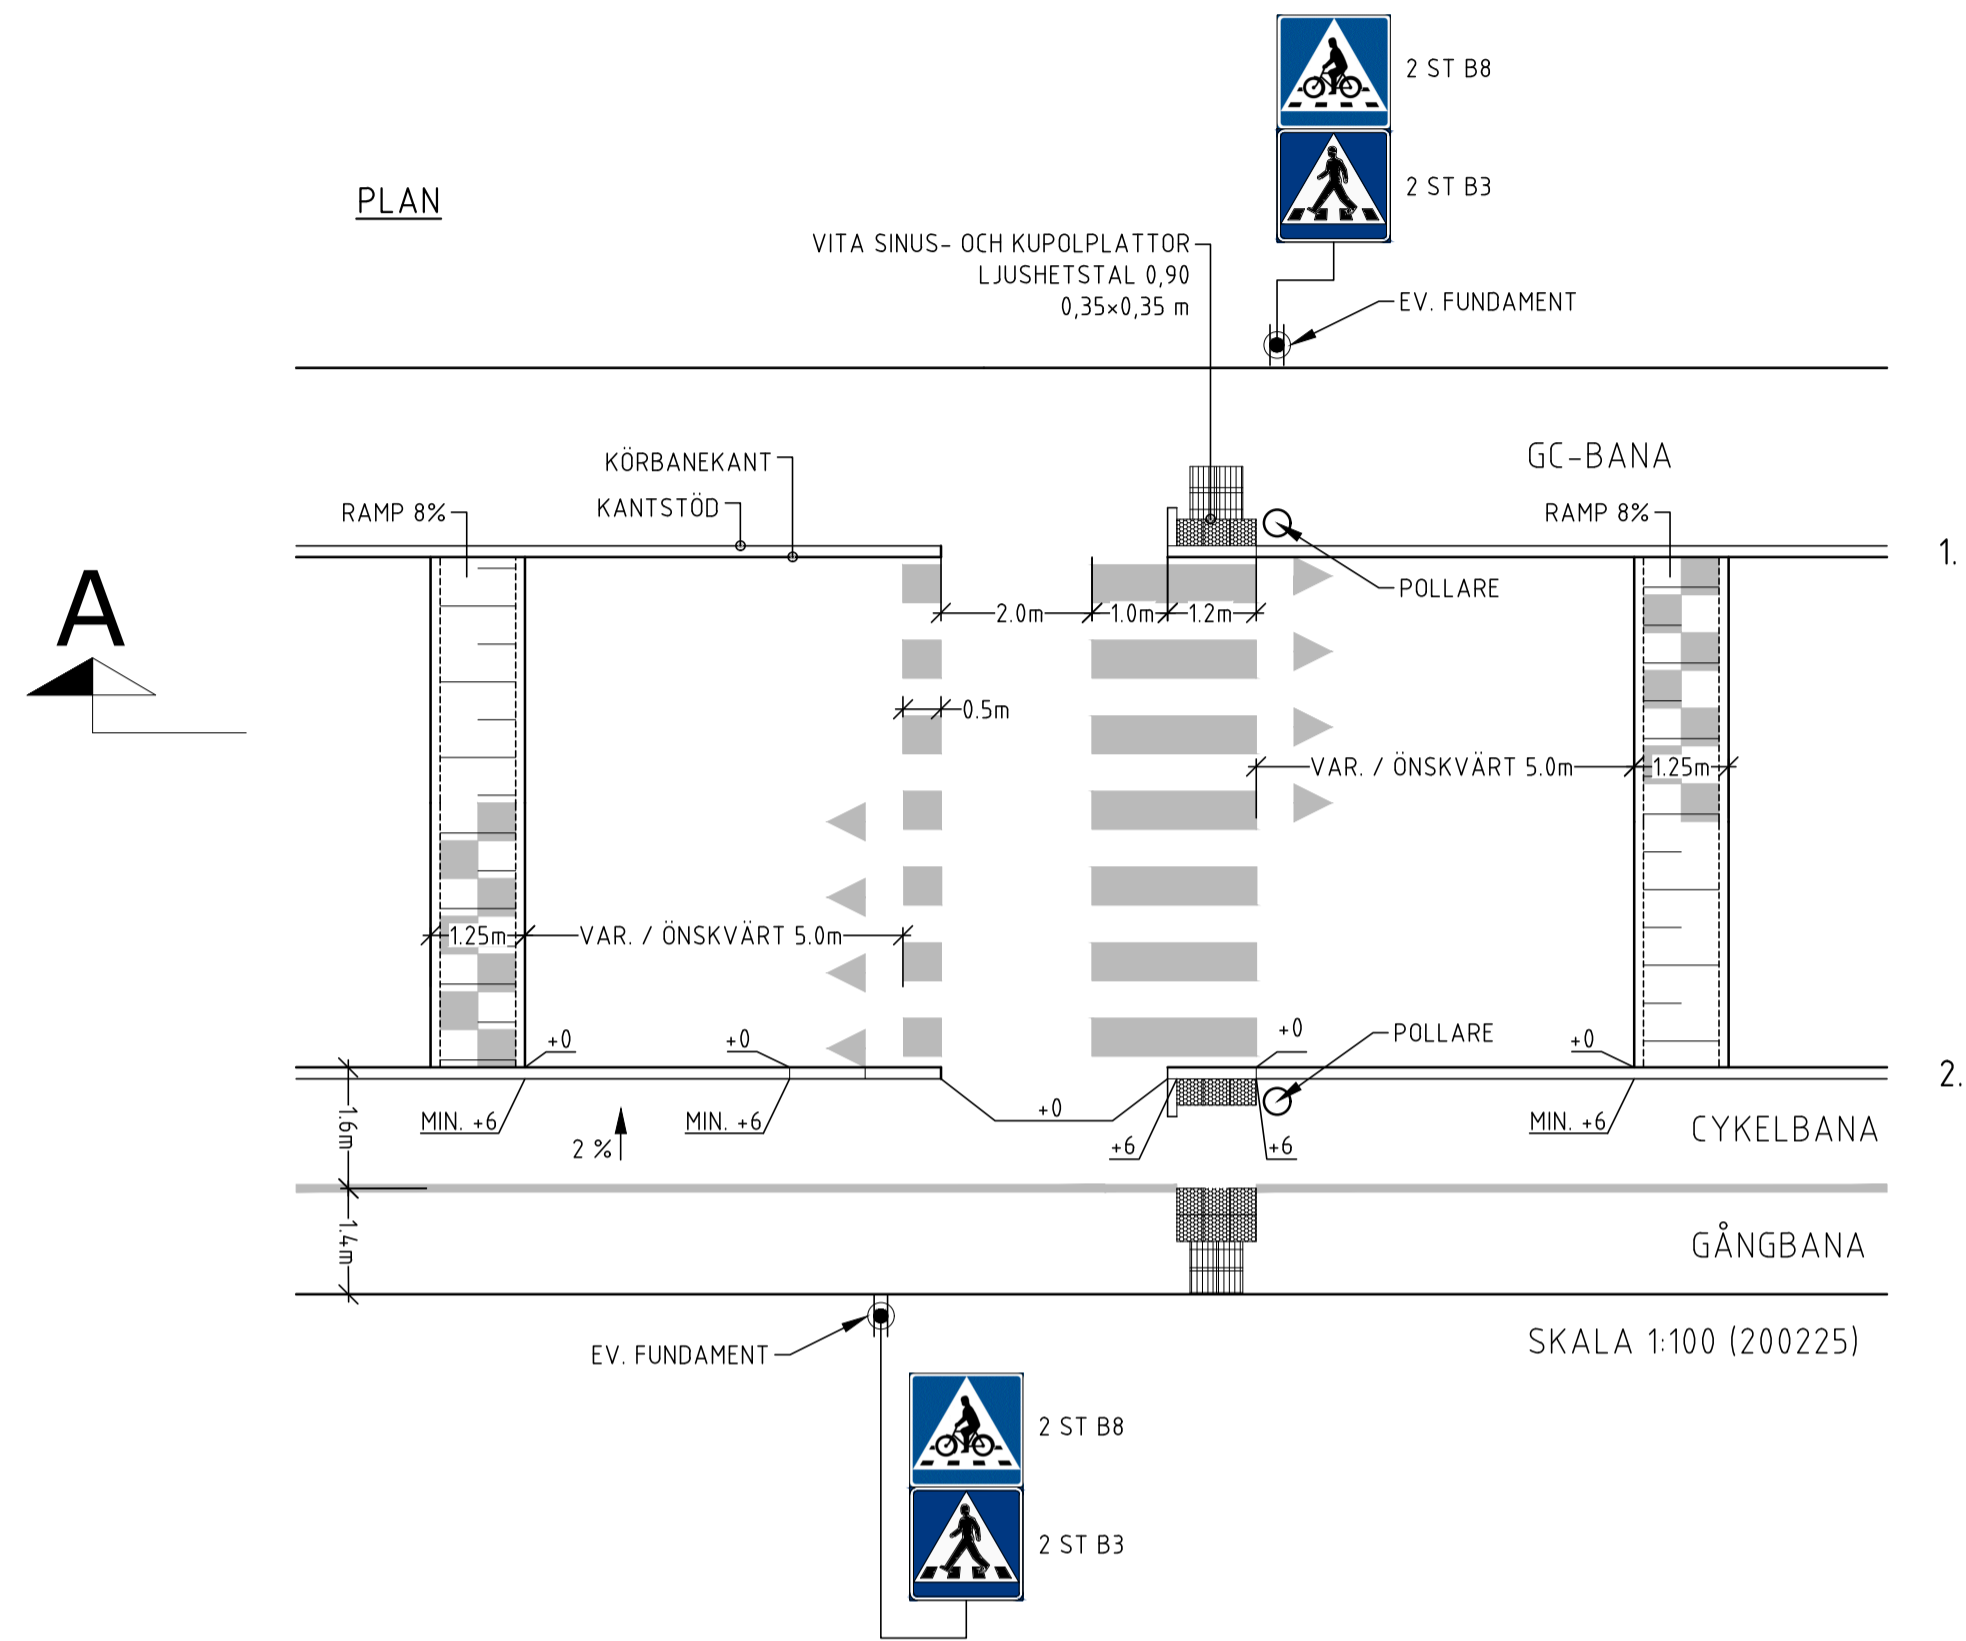 2 ST B8
2 ST B3
PLAN
VITA SINUS- OCH KUPOLPLATTOR
LJUSHETSTAL 0,90
0,35×0,35 m
EV. FUNDAMENT
KÖRBANEKANT
KANTSTÖD
RAMP 8%
GC-BANA
RAMP 8%
1.
A
POLLARE
2.0m
1.0m
1.2m
0.5m
VAR. / ÖNSKVÄRT 5.0m
1.25m
1.25m
VAR. / ÖNSKVÄRT 5.0m
+0
+0
+0
POLLARE
+0
2.
MIN. +6
MIN. +6
+0
MIN. +6
1.6m
2 %
+6
+6
CYKELBANA
1.4m
GÅNGBANA
EV. FUNDAMENT
SKALA 1:100 (200225)
2 ST B8
2 ST B3